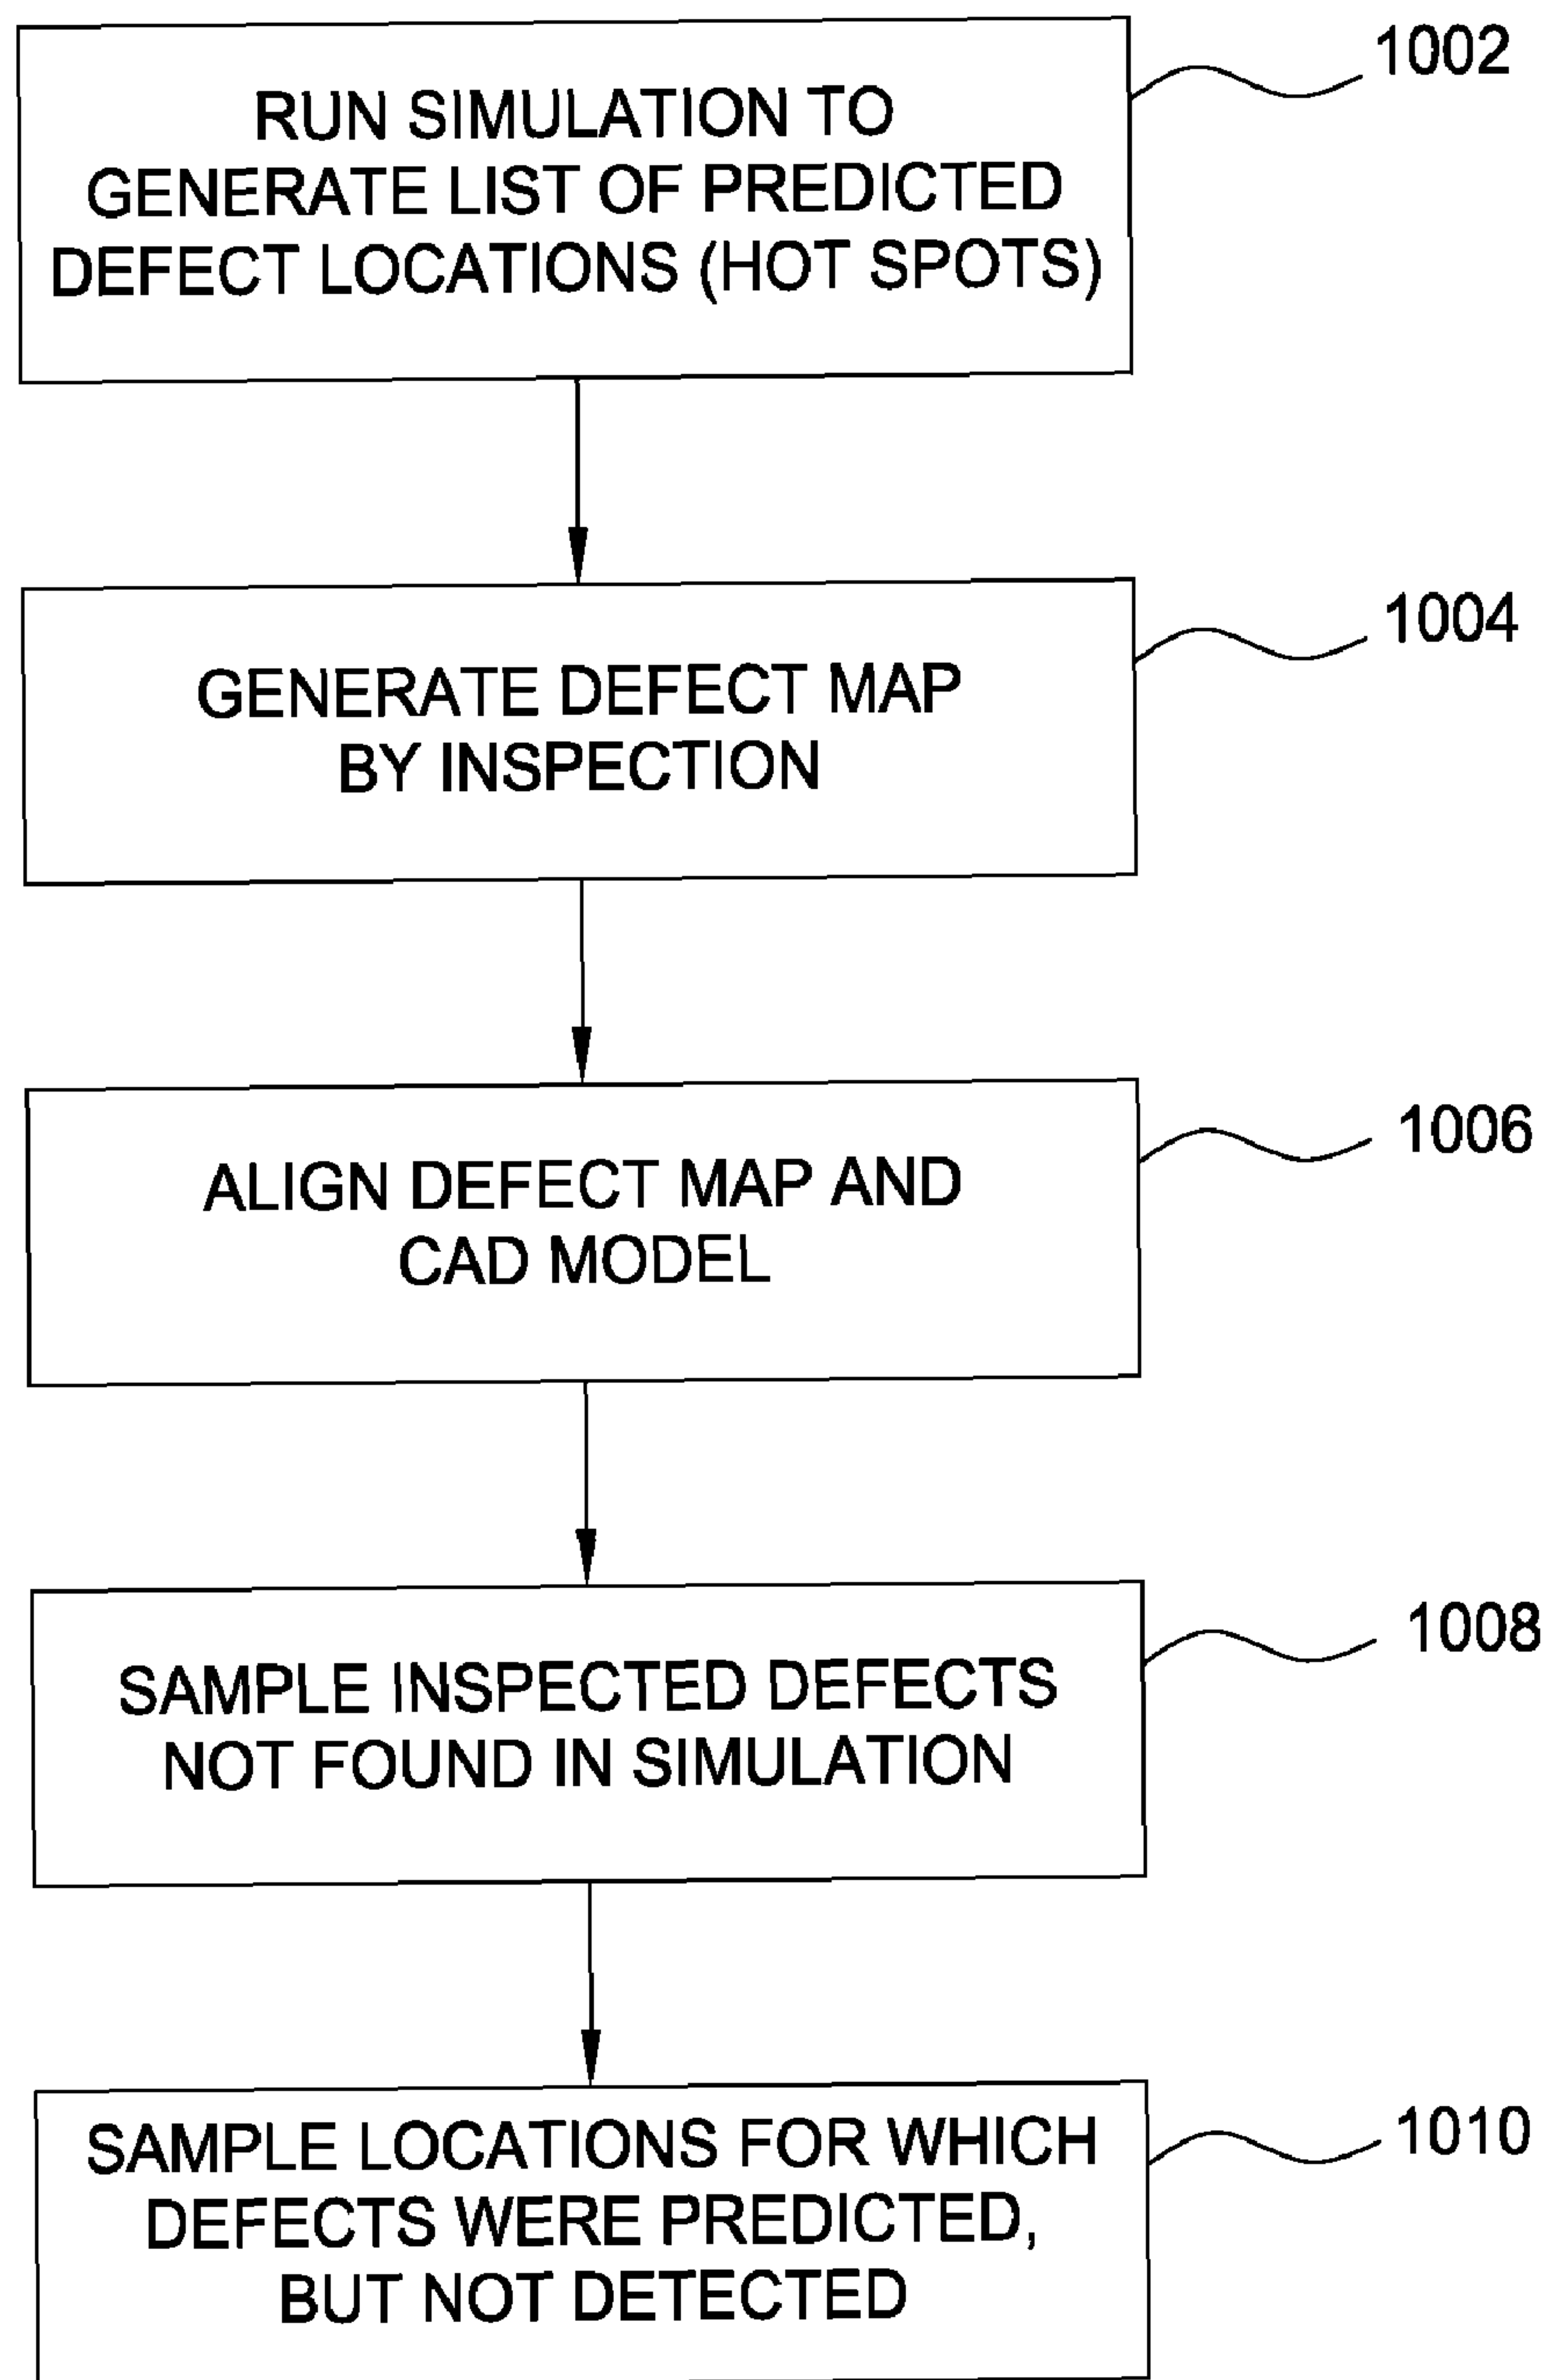 1002
RUN SIMULATION TO
GENERATE LIST OF PREDICTED
DEFECT LOCATIONS (HOT SPOTS)
1004
GENERATE DEFECT MAP
BY INSPECTION
1006
ALIGN DEFECT MAP AND
CAD MODEL
1008
SAMPLE INSPECTED DEFECTS
NOT FOUND IN SIMULATION
1010
SAMPLE LOCATIONS FOR WHICH
DEFECTS WERE PREDICTED,
BUT NOT DETECTED